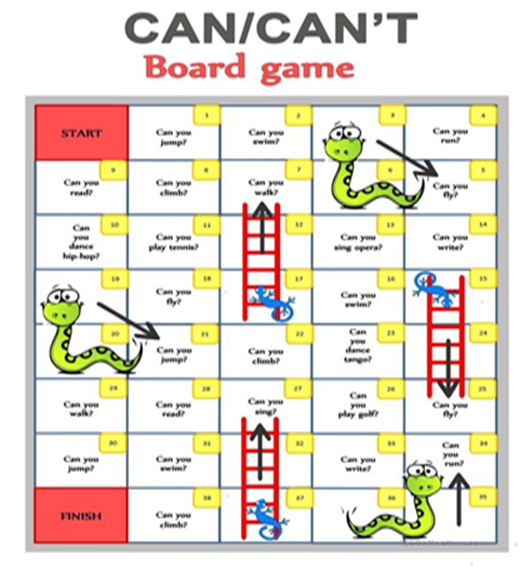 CAN/CAN'T
Board game
START
1
Can you
jump?
2
Can you
swim?
3
4
Can you
run?
9
Can you
read?
8
Can you
climb?
7
Can you
walk?
6
5
Can you
fly?
10
Can
you
dance
hip-hop?
11
Can you
play tennis?
12
13
Can you
sing opera?
14
Can you
write?
19
18
Can you
fly?
17
16
Can you
swim?
15
20
21
Can you
jump?
22
Can you
climb?
23
Can
you
dance
tango?
24
29
Can you
walk?
28
Can you
read?
27
Can you
sing?
26
Can
you
play golf?
25
Can you
fly?
30
Can you
jump?
31
Can you
swim?
32
33
Can you
write?
34
Can
you
run?
FINISH
38
Can you
climb?
37
36
35